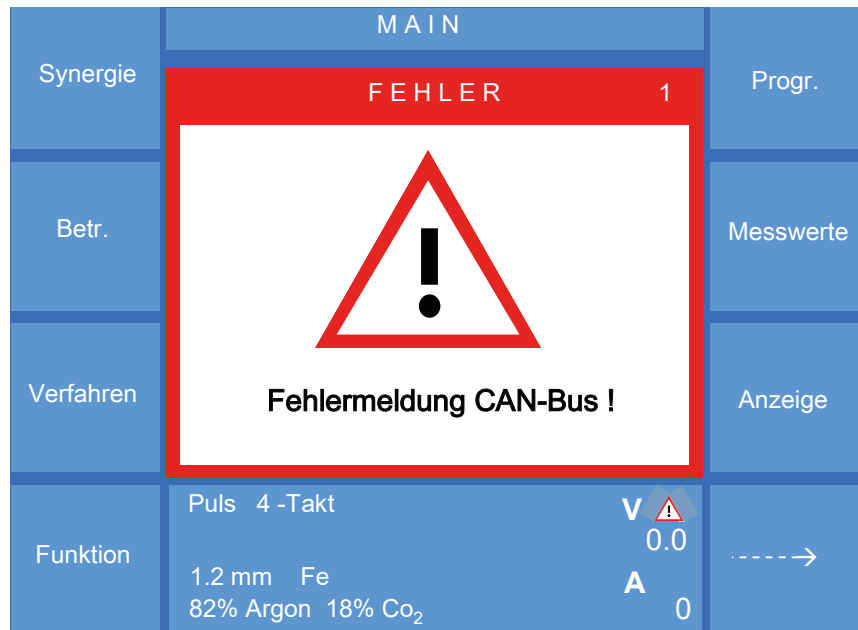 MAIN
Synergie
FEHLER 1
Progr.
Betr.
!
Messwerte
Verfahren
Fehlermeldung CAN-Bus !
Anzeige
Funktion
Puls 4 -Takt
V !
0.0
1.2 mm Fe
A
82% Argon 18% Co₂
0